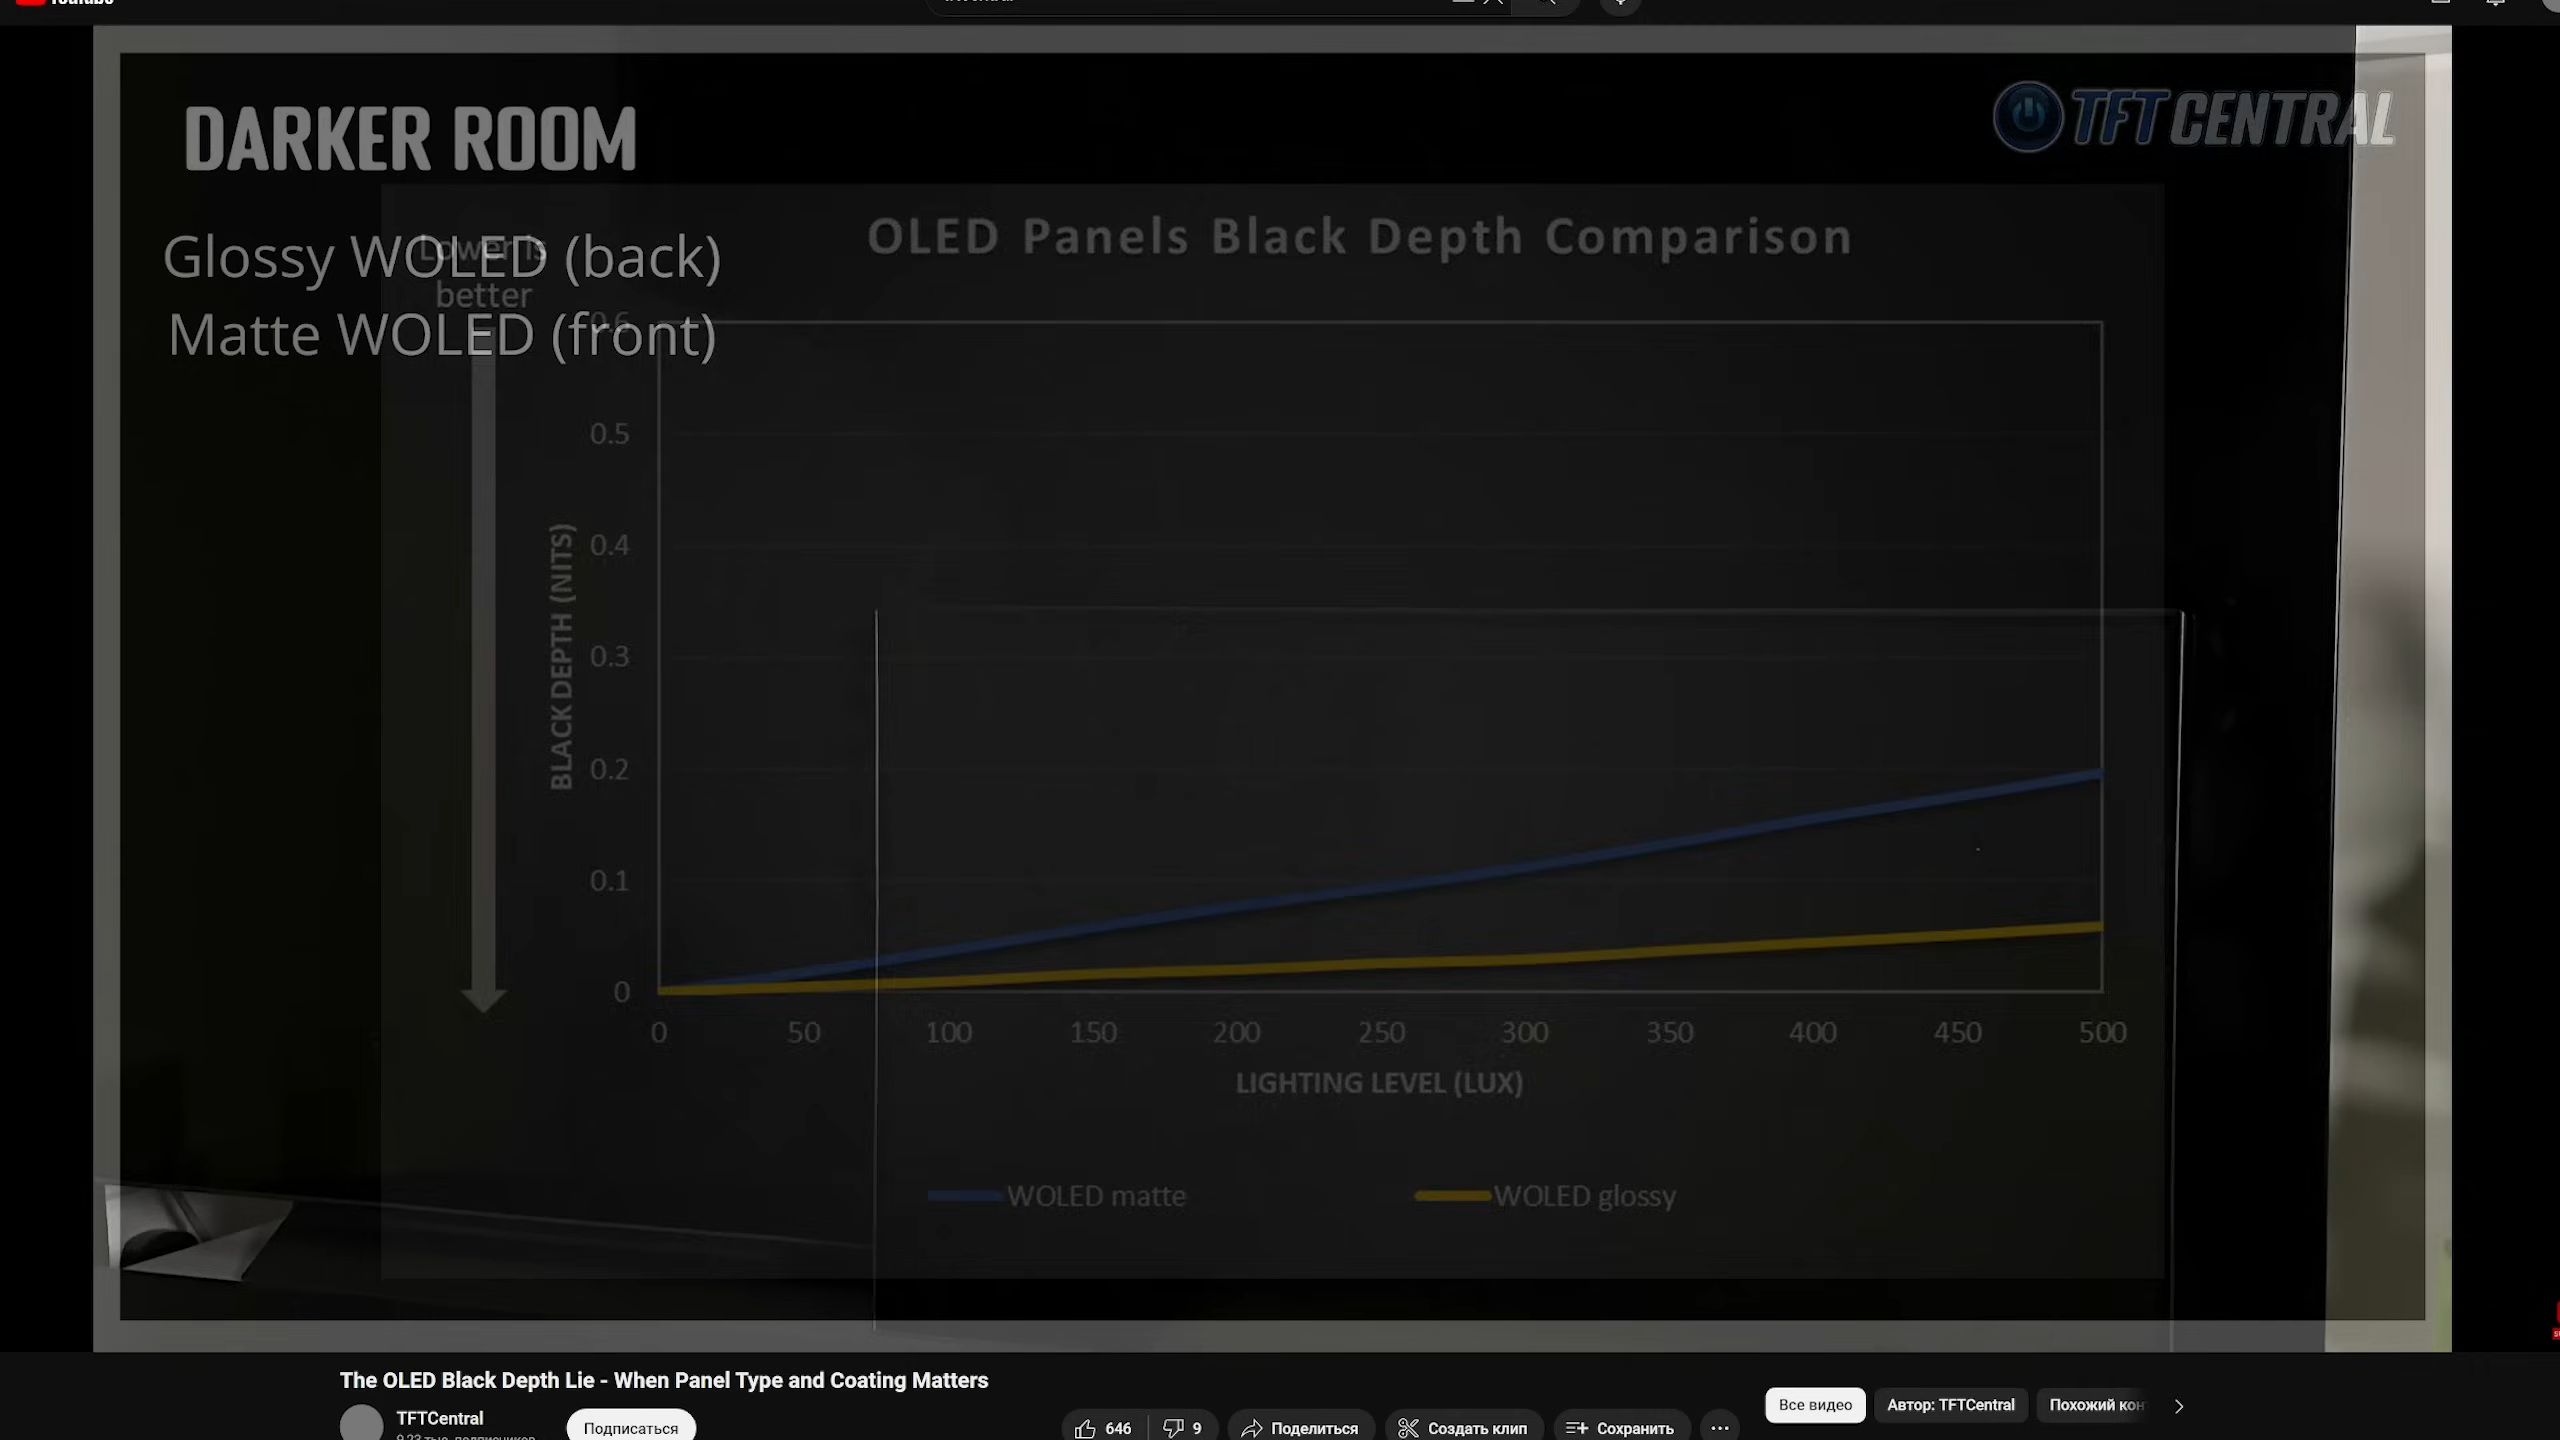 DARKER ROOM
TFT CENTRAL
Glossy WOLED (back)
Matte WOLED (front)
Lower is
better
OLED Panels Black Depth Comparison
BLACK DEPTH (NITS)
0.6
0.5
0.4
0.3
0.2
0.1
0
0 50 100 150 200 250 300 350 400 450 500
LIGHTING LEVEL (LUX)
WOLED matte
WOLED glossy
The OLED Black Depth Lie - When Panel Type and Coating Matters
TFTCentral
Подписаться
646
9
Поделиться
Создать клип
Сохранить
Все видео
Автор: TFTCentral
Похожий